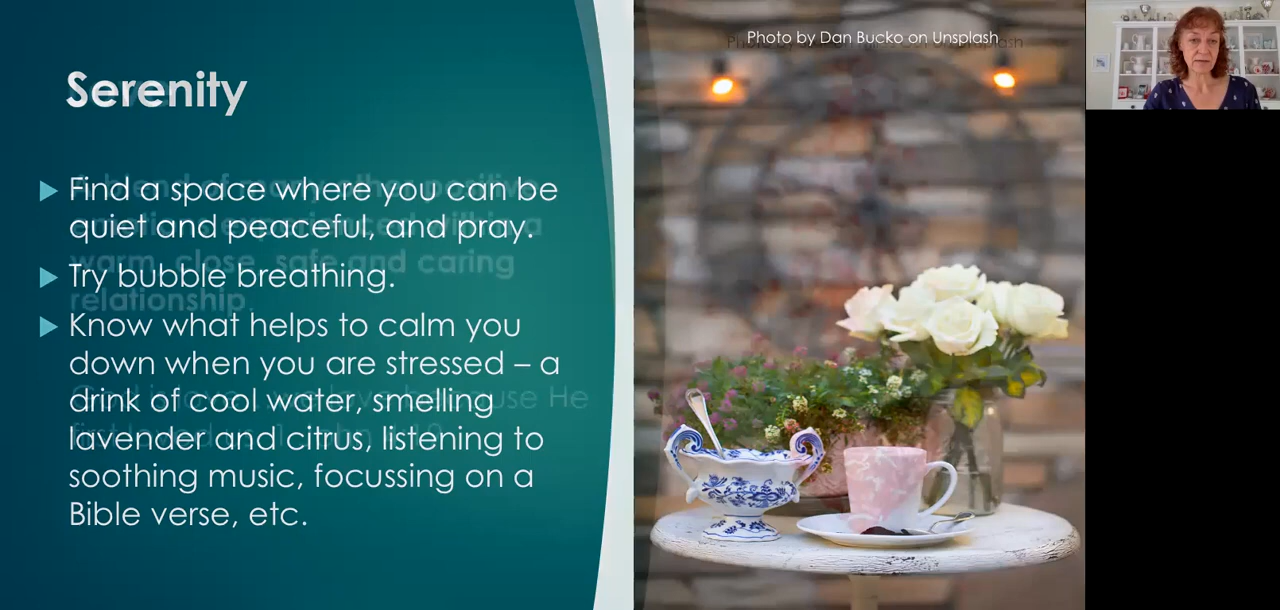 Serenity
Find a space where you can be
quiet and peaceful, and pray.
Try bubble breathing.
Know what helps to calm you
down when you are stressed – a
drink of cool water, smelling
lavender and citrus, listening to
soothing music, focussing on a
Bible verse, etc.
Photo by Dan Bucko on Unsplash